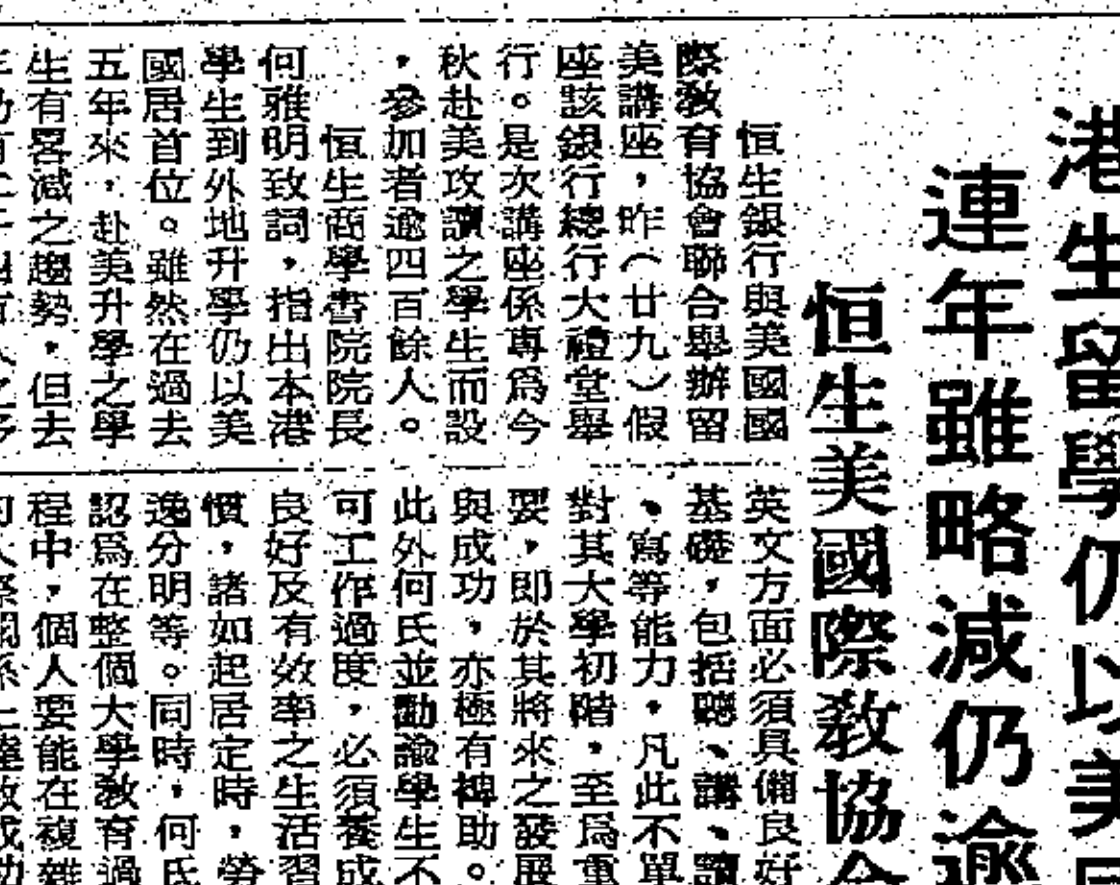 港生留學仍以美
連年雖略減仍逾
恒生美國際教協
恒生銀行與美國國
際教育協會聯合舉辦留
美講座，昨（廿九）假
座該銀行總行大禮堂舉
行。是次講座係專爲今
秋赴美攻讀之學生而設
，參加者逾四百餘人。
恒生商學書院院長
何雅明致詞，指出本港
學生到外地升學仍以美
國居首位。雖然在過去
五年來，赴美升學之學
生有畧減之趨勢，但去
英文方面必須具備良好
基礎，包括聽、講、讀
、寫等能力，凡此不單
對其大學初階，至爲重
要，即於其將來之發展
與成功，亦極有裨助。
此外何氏並勸諭學生不
可工作過度，必須養成
良好及有效率之生活習
慣，諸如起居定時，勞
逸分明等。同時，何氏
認爲在整個大學教育過
程中，個人要能在複雜